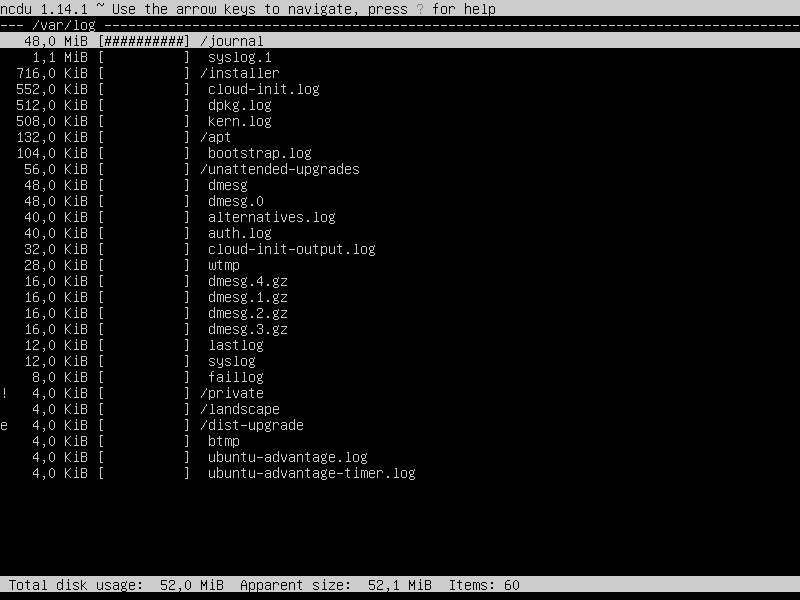 ncdu 1.14.1 ~ Use the arrow keys to navigate, press ? for help
--- /var/log ---------------------------------------------------------------------------------------
48,0 MiB [##########] /journal
1,1 MiB [          ]  syslog.1
716,0 KiB [          ] /installer
552,0 KiB [          ]  cloud-init.log
512,0 KiB [          ]  dpkg.log
508,0 KiB [          ]  kern.log
132,0 KiB [          ] /apt
104,0 KiB [          ]  bootstrap.log
56,0 KiB [          ] /unattended-upgrades
48,0 KiB [          ]  dmesg
48,0 KiB [          ]  dmesg.0
40,0 KiB [          ]  alternatives.log
40,0 KiB [          ]  auth.log
32,0 KiB [          ]  cloud-init-output.log
28,0 KiB [          ]  wtmp
16,0 KiB [          ]  dmesg.4.gz
16,0 KiB [          ]  dmesg.1.gz
16,0 KiB [          ]  dmesg.2.gz
16,0 KiB [          ]  dmesg.3.gz
12,0 KiB [          ]  lastlog
12,0 KiB [          ]  syslog
8,0 KiB [          ]  faillog
! 4,0 KiB [          ] /private
4,0 KiB [          ] /landscape
e 4,0 KiB [          ] /dist-upgrade
4,0 KiB [          ]  btmp
4,0 KiB [          ]  ubuntu-advantage.log
4,0 KiB [          ]  ubuntu-advantage-timer.log
Total disk usage:  52,0 MiB  Apparent size:  52,1 MiB  Items: 60